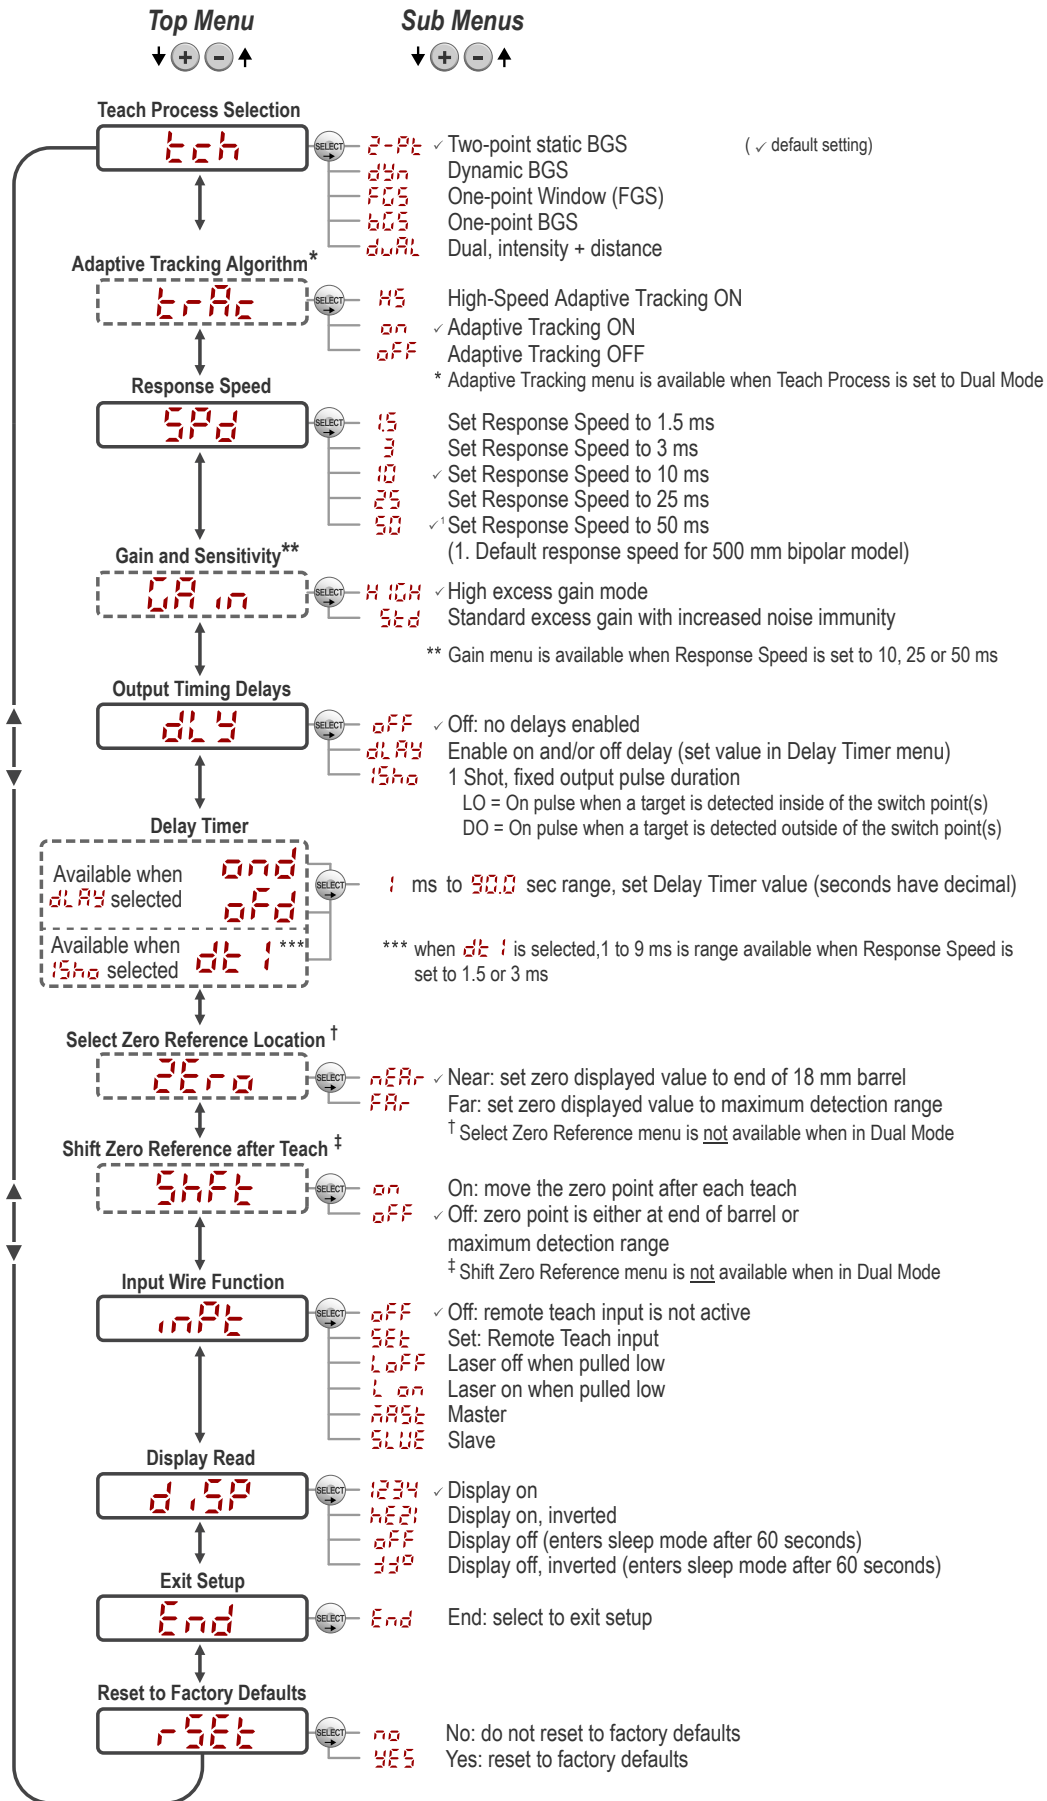 Top Menu
Sub Menus
+ -
+ -
Teach Process Selection
tch
SELECT
2-Pt ✓ Two-point static BGS
( ✓ default setting)
dyn Dynamic BGS
FGS One-point Window (FGS)
bGS One-point BGS
duAL Dual, intensity + distance
Adaptive Tracking Algorithm*
trAc
SELECT
HS High-Speed Adaptive Tracking ON
on ✓ Adaptive Tracking ON
oFF Adaptive Tracking OFF
* Adaptive Tracking menu is available when Teach Process is set to Dual Mode
Response Speed
SPd
SELECT
1.5 Set Response Speed to 1.5 ms
3 Set Response Speed to 3 ms
10 ✓ Set Response Speed to 10 ms
25 Set Response Speed to 25 ms
50 ✓¹ Set Response Speed to 50 ms
(1. Default response speed for 500 mm bipolar model)
Gain and Sensitivity**
GAin
SELECT
HIGH ✓ High excess gain mode
Std Standard excess gain with increased noise immunity
** Gain menu is available when Response Speed is set to 10, 25 or 50 ms
Output Timing Delays
dLY
SELECT
oFF ✓ Off: no delays enabled
dLAY Enable on and/or off delay (set value in Delay Timer menu)
1Sho 1 Shot, fixed output pulse duration
LO = On pulse when a target is detected inside of the switch point(s)
DO = On pulse when a target is detected outside of the switch point(s)
Delay Timer
Available when
dLAY selected
ond
oFd
SELECT
1 ms to 90.0 sec range, set Delay Timer value (seconds have decimal)
Available when
1Sho selected
dt1 ***
*** when dt1 is selected,1 to 9 ms is range available when Response Speed is
set to 1.5 or 3 ms
Select Zero Reference Location †
ZEro
SELECT
nEAr ✓ Near: set zero displayed value to end of 18 mm barrel
FAr Far: set zero displayed value to maximum detection range
† Select Zero Reference menu is not available when in Dual Mode
Shift Zero Reference after Teach ‡
ShFt
SELECT
on On: move the zero point after each teach
oFF ✓ Off: zero point is either at end of barrel or
maximum detection range
‡ Shift Zero Reference menu is not available when in Dual Mode
Input Wire Function
inPt
SELECT
oFF ✓ Off: remote teach input is not active
SEt Set: Remote Teach input
LoFF Laser off when pulled low
L on Laser on when pulled low
mASt Master
SLVE Slave
Display Read
diSP
SELECT
1234 ✓ Display on
hEZ1 Display on, inverted
oFF Display off (enters sleep mode after 60 seconds)
JJo Display off, inverted (enters sleep mode after 60 seconds)
Exit Setup
End
SELECT
End End: select to exit setup
Reset to Factory Defaults
rSEt
SELECT
no No: do not reset to factory defaults
YES Yes: reset to factory defaults